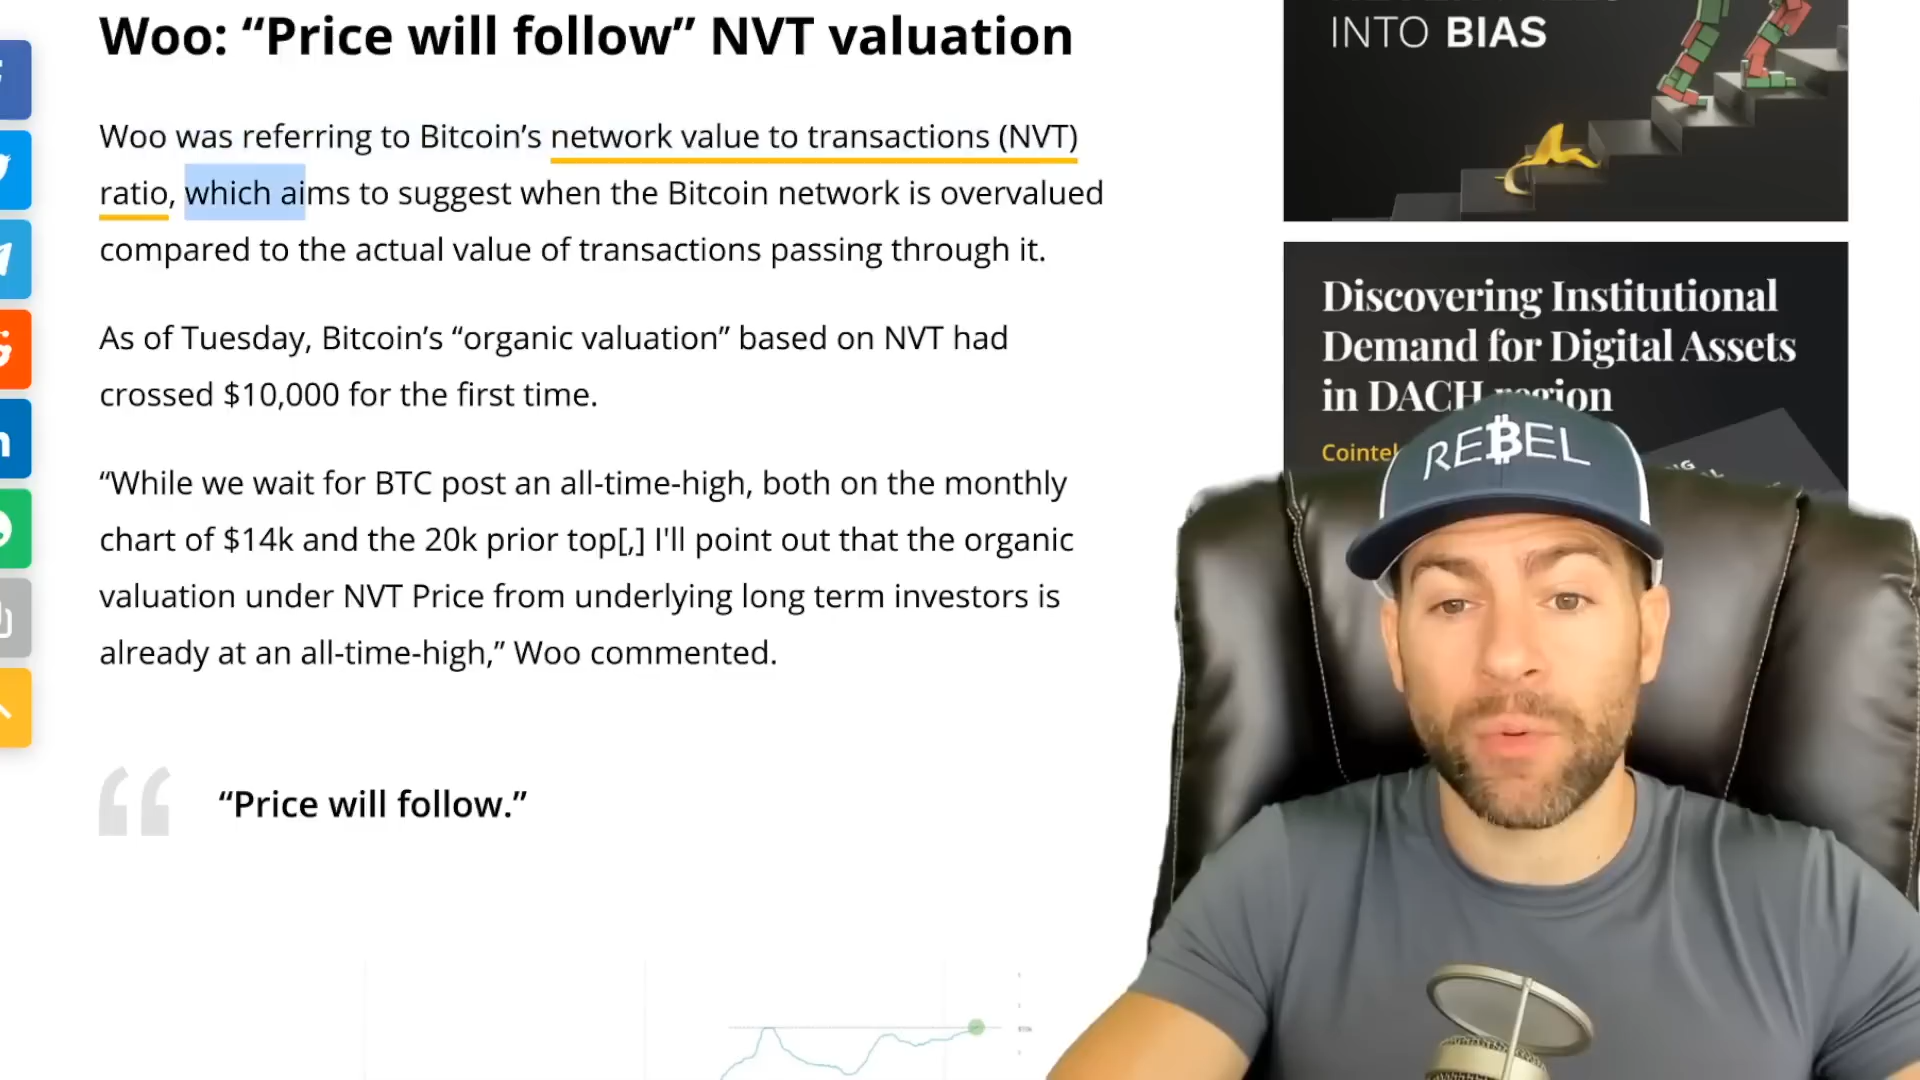 Woo: “Price will follow” NVT valuation
Woo was referring to Bitcoin’s network value to transactions (NVT)
ratio, which aims to suggest when the Bitcoin network is overvalued
compared to the actual value of transactions passing through it.
As of Tuesday, Bitcoin’s “organic valuation” based on NVT had
crossed $10,000 for the first time.
“While we wait for BTC post an all-time-high, both on the monthly
chart of $14k and the 20k prior top[,] I'll point out that the organic
valuation under NVT Price from underlying long term investors is
already at an all-time-high,” Woo commented.
“Price will follow.”
INTO BIAS
Discovering Institutional
Demand for Digital Assets
in DACH region
REBEL